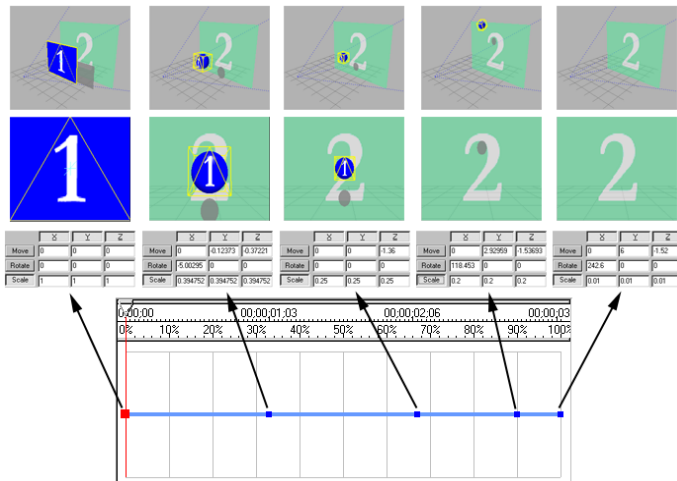 2 2 2 2 2
1 1 1
1 2 2 2 2
1 1
X Y Z X Y Z X Y Z X Y Z X Y Z
Move 0 0 0 Move 0 -0.12373 -0.37221 Move 0 0 -1.36 Move 0 2.92959 -1.53693 Move 0 6 -1.52
Rotate 0 0 0 Rotate -5.00295 0 0 Rotate 0 0 0 Rotate 118.453 0 0 Rotate 242.6 0 0
Scale 1 1 1 Scale 0.394752 0.394752 0.394752 Scale 0.25 0.25 0.25 Scale 0.2 0.2 0.2 Scale 0.01 0.01 0.01
00;00 00;00;01;03 00;00;02;06 00;00;03
0% 10% 20% 30% 40% 50% 60% 70% 80% 90% 100%